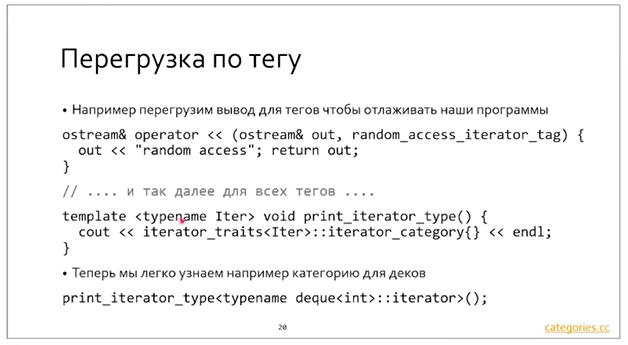 Перегрузка по тегу
• Например перегрузим вывод для тегов чтобы отлаживать наши программы
ostream& operator << (ostream& out, random_access_iterator_tag) {
  out << "random access"; return out;
}
// .... и так далее для всех тегов ....
template <typename Iter> void print_iterator_type() {
  cout << iterator_traits<Iter>::iterator_category{} << endl;
}
• Теперь мы легко узнаем например категорию для деков
print_iterator_type<typename deque<int>::iterator>();
20
categories.cc